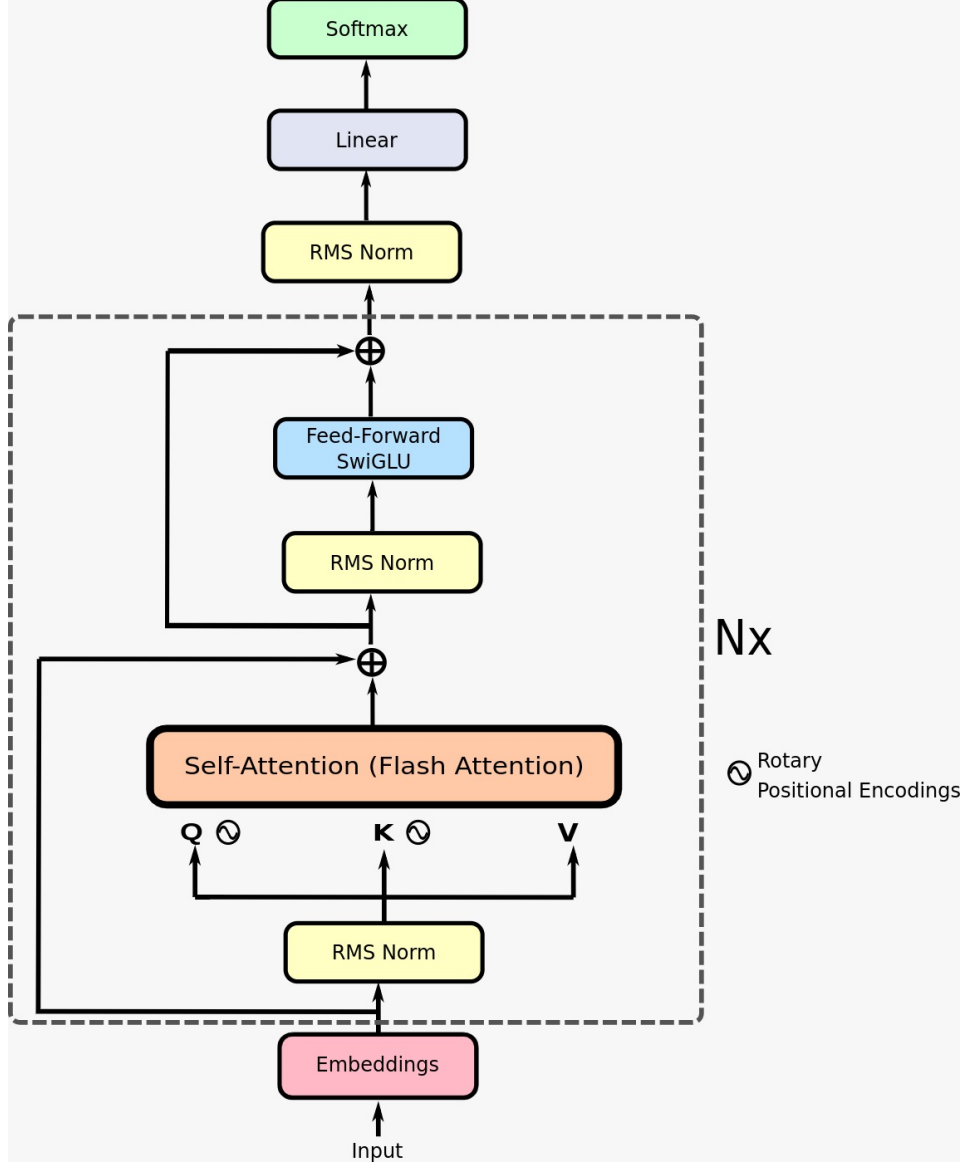 Softmax
Linear
RMS Norm
Feed-Forward
SwiGLU
RMS Norm
Nx
Self-Attention (Flash Attention)
Rotary
Positional Encodings
Q K V
RMS Norm
Embeddings
Input